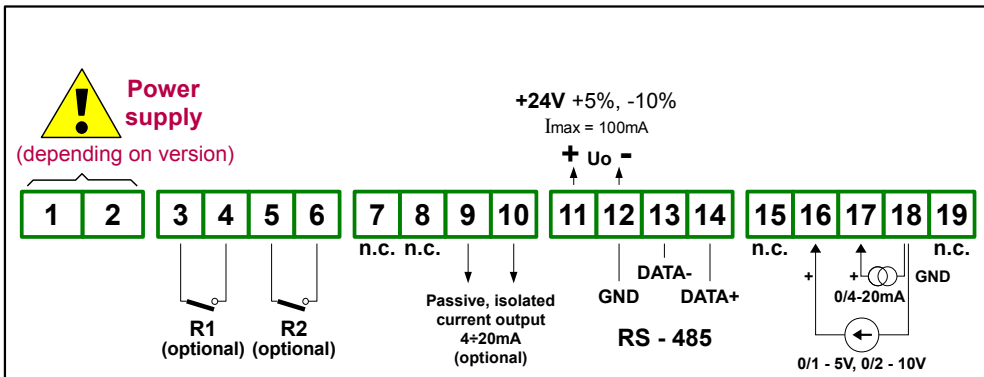 Power
supply
(depending on version)
+24V +5%, -10%
Imax = 100mA
+ Uo -
1 2 3 4 5 6 7 8 9 10 11 12 13 14 15 16 17 18 19
n.c. n.c. n.c. n.c.
R1
(optional)
R2
(optional)
Passive, isolated
current output
4÷20mA
(optional)
DATA-
GND DATA+
RS - 485
+ + GND
0/4-20mA
0/1 - 5V, 0/2 - 10V